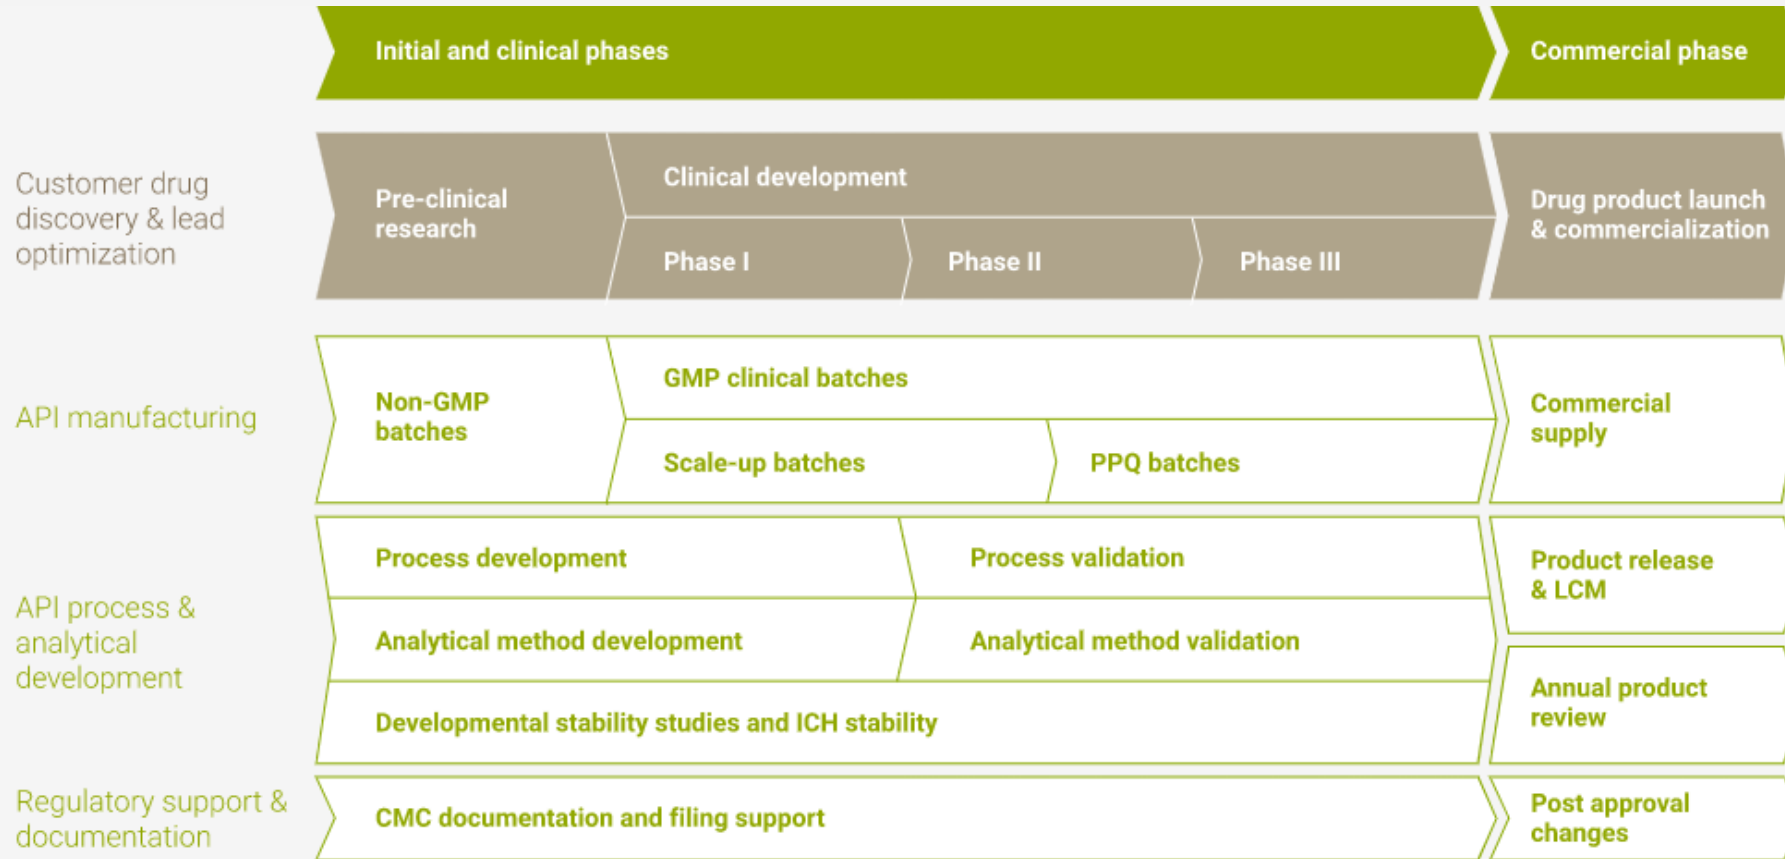 Initial and clinical phases
Commercial phase
Customer drug
discovery & lead
optimization
Pre-clinical
research
Clinical development
Phase I
Phase II
Phase III
Drug product launch
& commercialization
API manufacturing
Non-GMP
batches
GMP clinical batches
Scale-up batches
PPQ batches
Commercial
supply
API process &
analytical
development
Process development
Process validation
Analytical method development
Analytical method validation
Developmental stability studies and ICH stability
Product release
& LCM
Annual product
review
Regulatory support &
documentation
CMC documentation and filing support
Post approval
changes